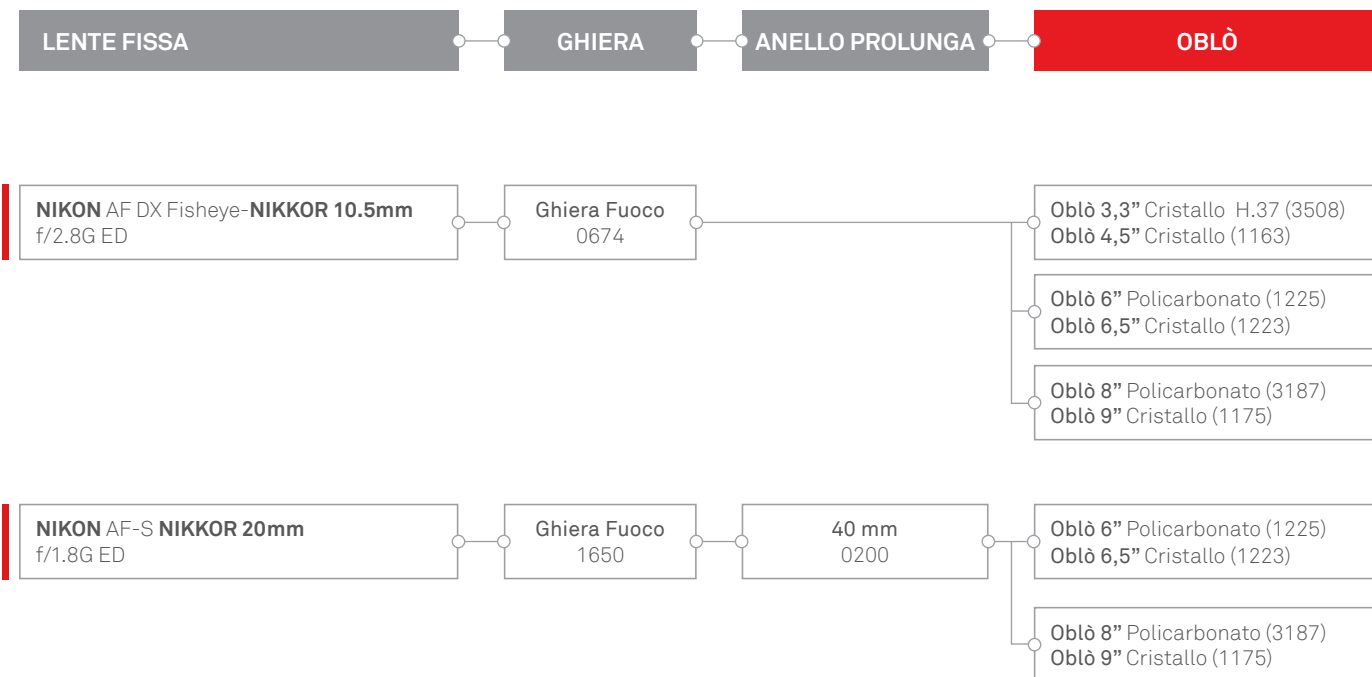 LENTE FISSA GHIERA ANELLO PROLUNGA OBLÒ
NIKON AF DX Fisheye-NIKKOR 10.5mm
f/2.8G ED
Ghiera Fuoco
0674
Oblò 3,3” Cristallo H.37 (3508)
Oblò 4,5” Cristallo (1163)
Oblò 6” Policarbonato (1225)
Oblò 6,5” Cristallo (1223)
Oblò 8” Policarbonato (3187)
Oblò 9” Cristallo (1175)
NIKON AF-S NIKKOR 20mm
f/1.8G ED
Ghiera Fuoco
1650
40 mm
0200
Oblò 6” Policarbonato (1225)
Oblò 6,5” Cristallo (1223)
Oblò 8” Policarbonato (3187)
Oblò 9” Cristallo (1175)